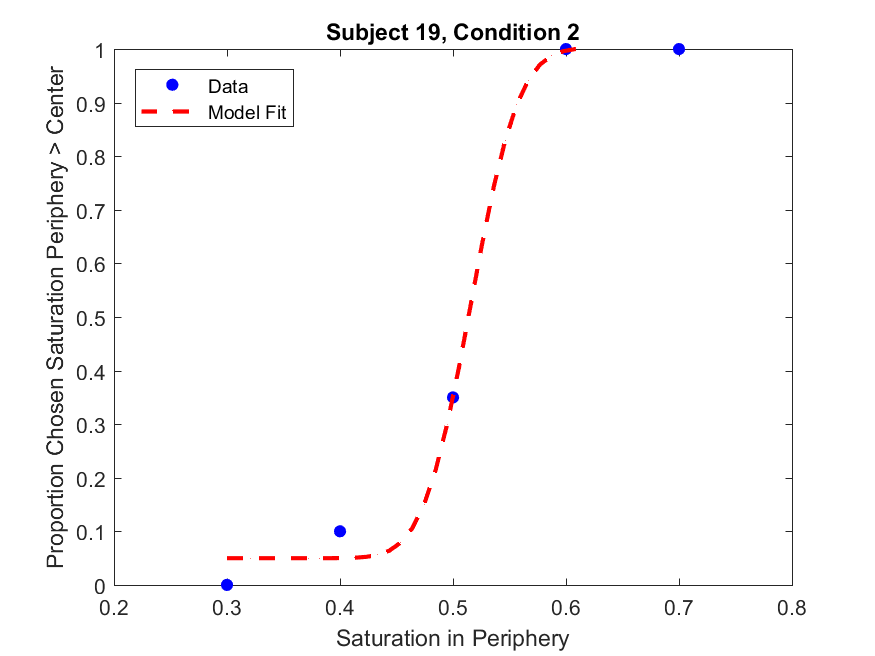 Subject 19, Condition 2
Proportion Chosen Saturation Periphery > Center
1
0.9
0.8
0.7
0.6
0.5
0.4
0.3
0.2
0.1
0
Data
Model Fit
0.2 0.3 0.4 0.5 0.6 0.7 0.8
Saturation in Periphery